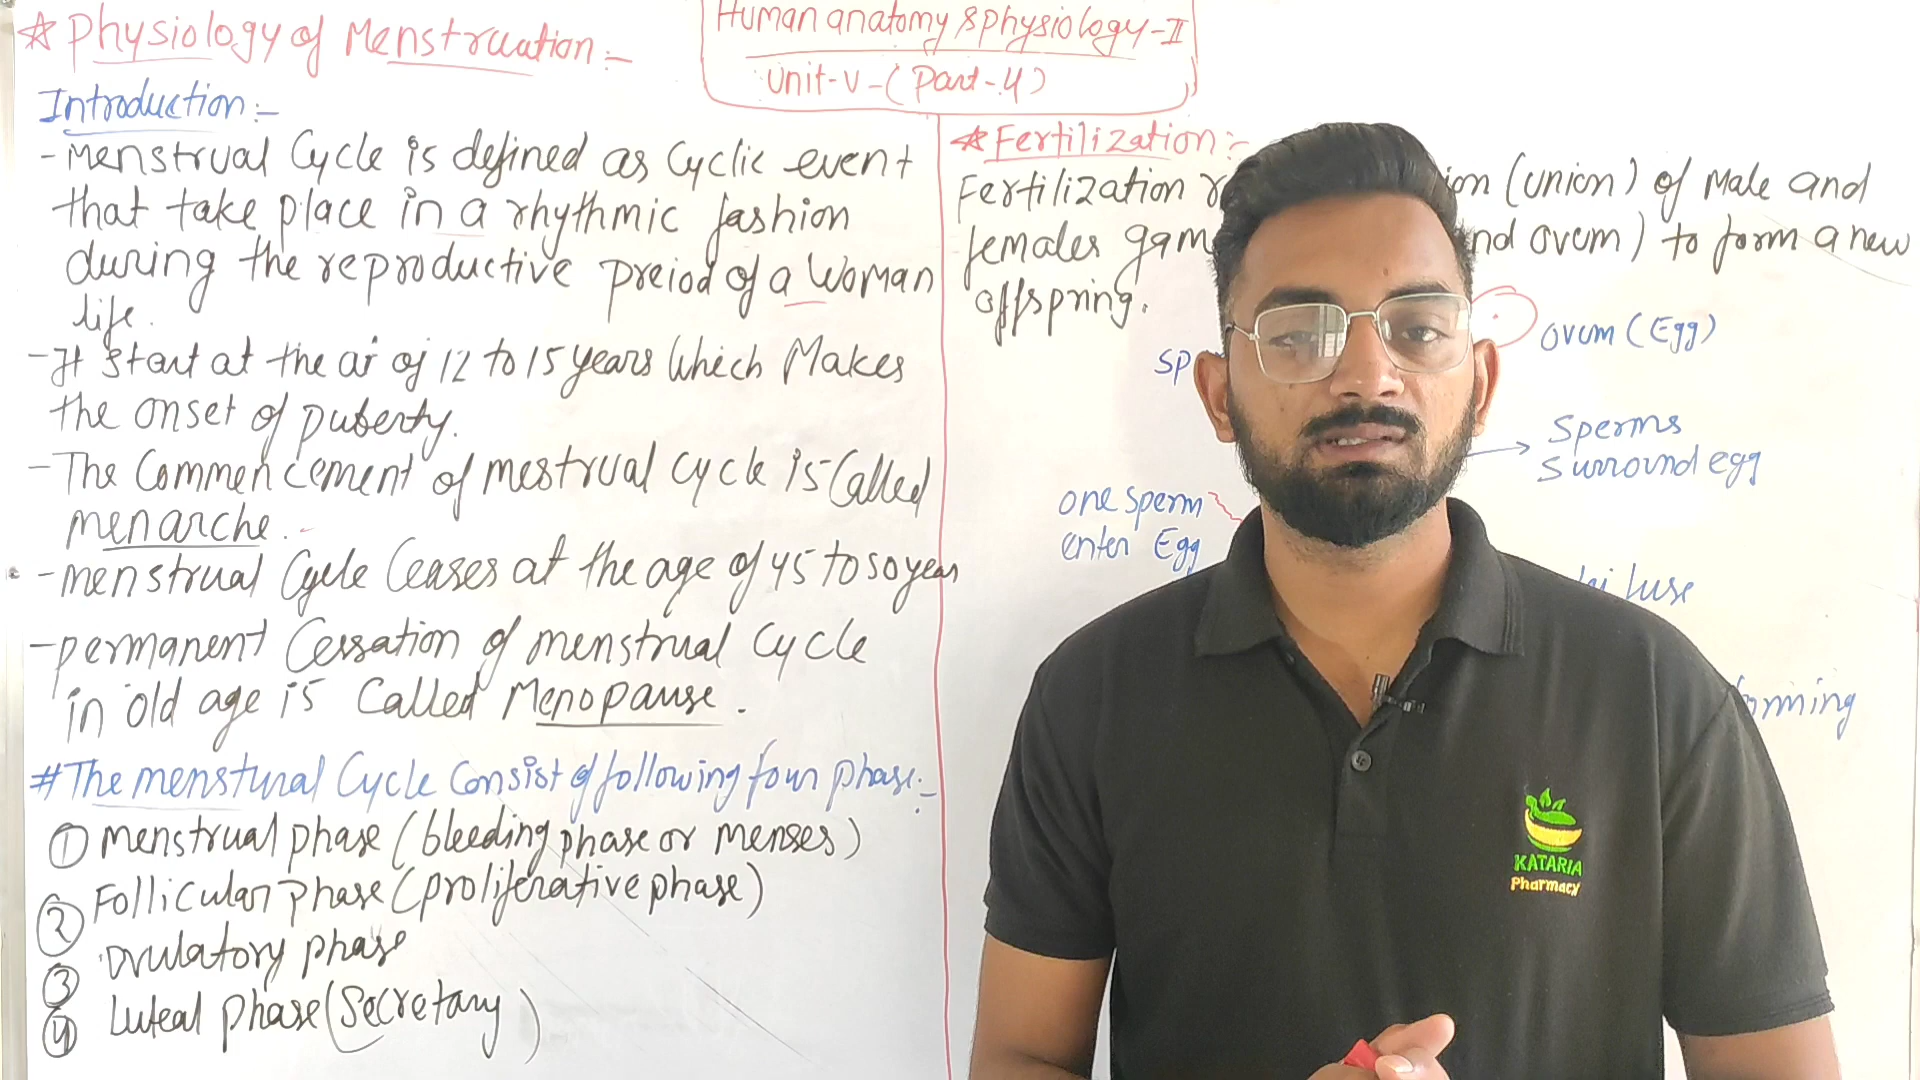 ☆ Physiology of Menstruation:-
Human anatomy & Physiology-II
Unit-V-(Part-4)
Introduction:-
- Menstrual Cycle is defined as Cyclic event
that take place in a rhythmic fashion
during the reproductive preiod of a Woman
life.
- It start at the ai of 12 to 15 years Which Makes
the onset of puberty.
- The Commencement of mestrual cycle is Called
menarche.
- menstrual Cycle Ceases at the age of 45 to 50 year
- permanent Cessation of menstrual Cycle
in old age is Called Menopause.
# The menstural Cycle Consist of following four phase:-
① menstrual phase (bleeding phase or menses)
② Follicular phase (proliferative phase)
③ Ovulatory phase
④ Luteal phase (Secretary)
☆ Fertilization:-
Fertilization ion (union) of Male and
females gam nd ovum) to form a new
offspring.
Ovum (Egg)
SP
Sperms
Surround egg
one sperm
enter Egg
luse
forming
KATARIA
Pharmacy